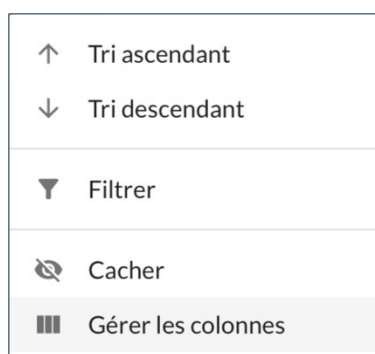 Tri ascendant
Tri descendant
Filtrer
Cacher
Gérer les colonnes